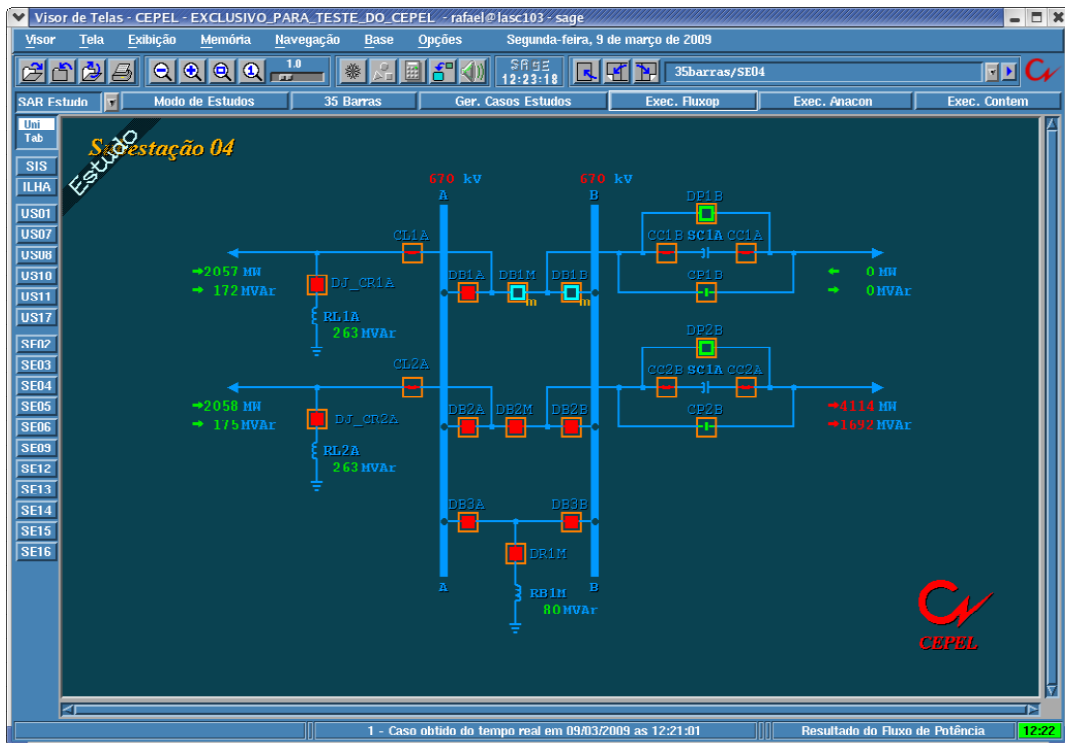 Visor de Telas - CEPEL - EXCLUSIVO_PARA_TESTE_DO_CEPEL - rafael@lasc103 - sage
Visor Tela Exibição Memória Navegação Base Opções Segunda-feira, 9 de março de 2009
1.0 SAGE 12:23:18 35barras/SE04
SAR Estudo Modo de Estudos 35 Barras Ger. Casos Estudos Exec. Fluxop Exec. Anacon Exec. Contem
Uni
Tab
SIS
ILHA
US01
US07
US08
US10
US11
US17
SE02
SE03
SE04
SE05
SE06
SE09
SE12
SE13
SE14
SE15
SE16
Estudo
Subestação 04
670 kV 670 kV
A B
DP1B
CL1A CC1B SC1A CC1A
2057 MW DB1A DB1M DB1B CP1B 0 MW
172 MVAr DJ_CR1A m m 0 MVAr
RL1A
263 MVAr
DP2B
CL2A CC2B SC1A CC2A
2058 MW DB2A DB2M DB2B CP2B 4114 MW
175 MVAr DJ_CR2A 1692 MVAr
RL2A
263 MVAr
DB3A DB3B
DR1M
A RB1M B
80 MVAr
CEPEL
1 - Caso obtido do tempo real em 09/03/2009 as 12:21:01 Resultado do Fluxo de Potência 12:22